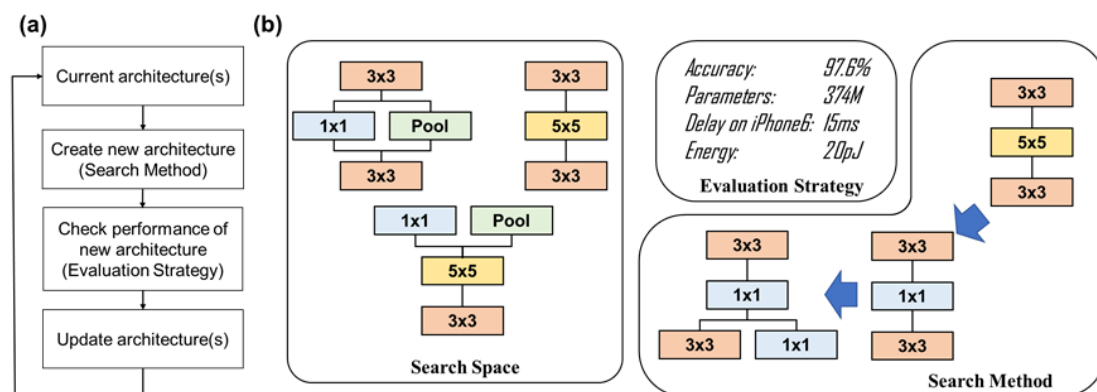 (a)
Current architecture(s)
Create new architecture
(Search Method)
Check performance of
new architecture
(Evaluation Strategy)
Update architecture(s)
(b)
3x3
1x1
Pool
3x3
3x3
5x5
3x3
1x1
Pool
5x5
3x3
Search Space
Accuracy: 97.6%
Parameters: 374M
Delay on iPhone6: 15ms
Energy: 20pJ
Evaluation Strategy
3x3
5x5
3x3
3x3
1x1
3x3
3x3
1x1
3x3
1x1
Search Method